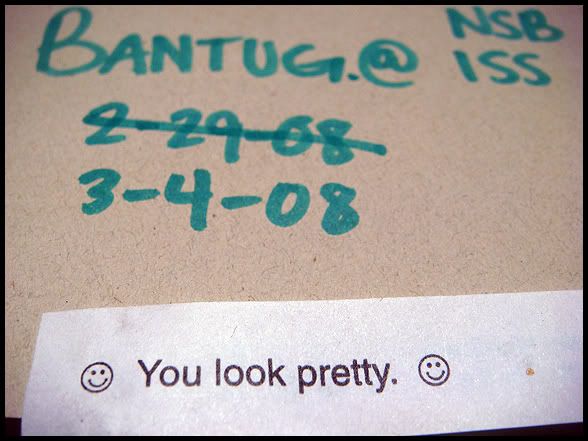 BANTUG.@ NSB
ISS
2-29-08
3-4-08
☺ You look pretty. ☺